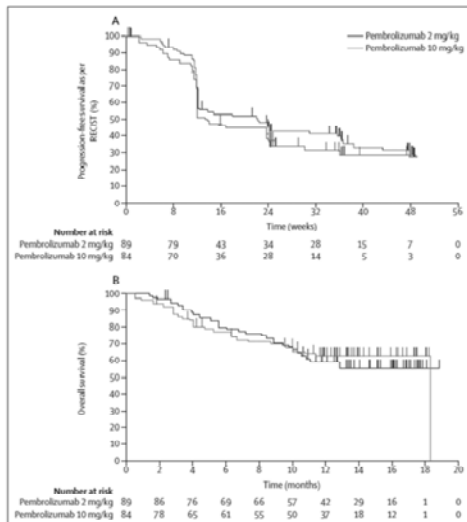 A
Pembrolizumab 2 mg/kg
Pembrolizumab 10 mg/kg
Progression-free survival as per RECIST (%)
100
90
80
70
60
50
40
30
20
10
0
0 8 16 24 32 40 48 56
Time (weeks)
Number at risk
Pembrolizumab 2 mg/kg 89 79 43 34 28 15 7 0
Pembrolizumab 10 mg/kg 84 70 36 28 14 5 3 0
B
Overall survival (%)
100
90
80
70
60
50
40
30
20
10
0
0 2 4 6 8 10 12 14 16 18 20
Time (months)
Number at risk
Pembrolizumab 2 mg/kg 89 86 76 69 66 57 42 29 16 1 0
Pembrolizumab 10 mg/kg 84 78 65 61 55 50 37 18 12 1 0